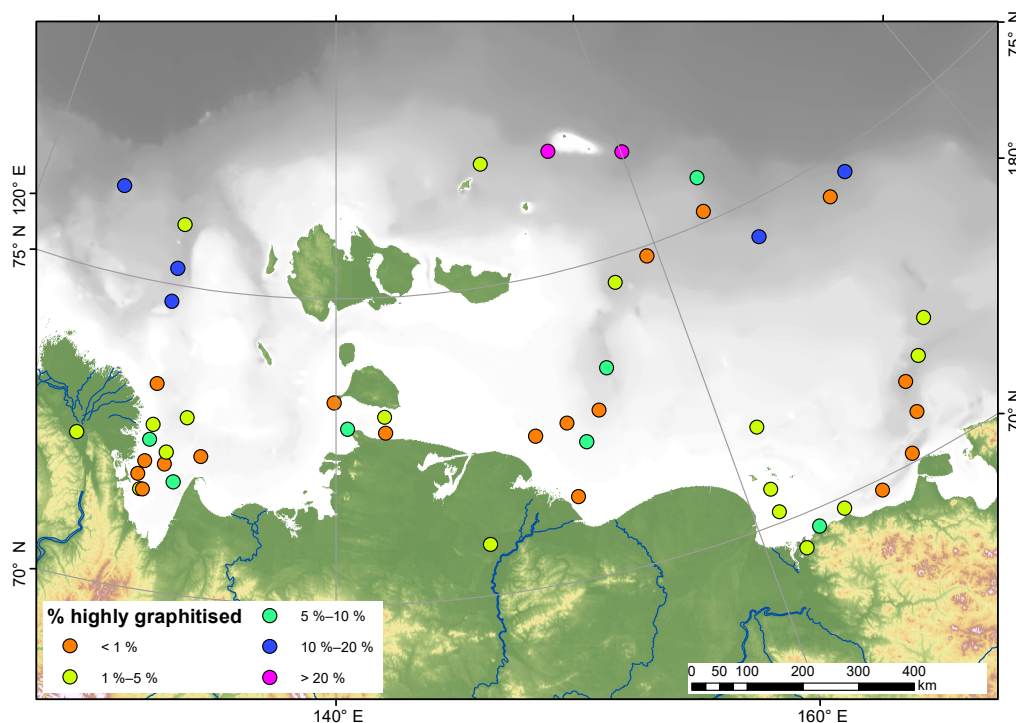 75° N
180°
120° E
75° N
70° N
70° N
% highly graphitised
< 1 %
1 %–5 %
5 %–10 %
10 %–20 %
> 20 %
0 50 100 200 300 400
km
140° E
160° E